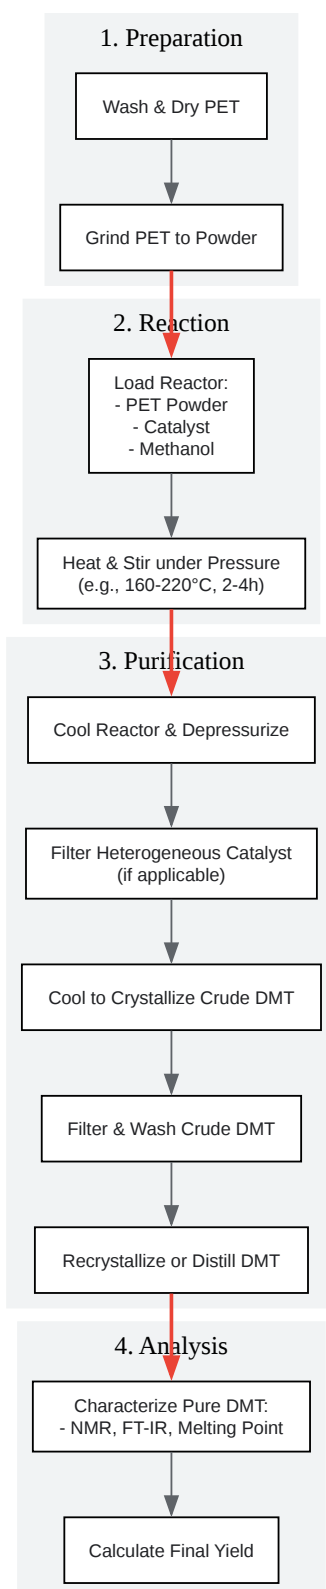 1. Preparation
Wash & Dry PET
Grind PET to Powder
2. Reaction
Load Reactor:
- PET Powder
- Catalyst
- Methanol
Heat & Stir under Pressure
(e.g., 160-220°C, 2-4h)
3. Purification
Cool Reactor & Depressurize
Filter Heterogeneous Catalyst
(if applicable)
Cool to Crystallize Crude DMT
Filter & Wash Crude DMT
Recrystallize or Distill DMT
4. Analysis
Characterize Pure DMT:
- NMR, FT-IR, Melting Point
Calculate Final Yield